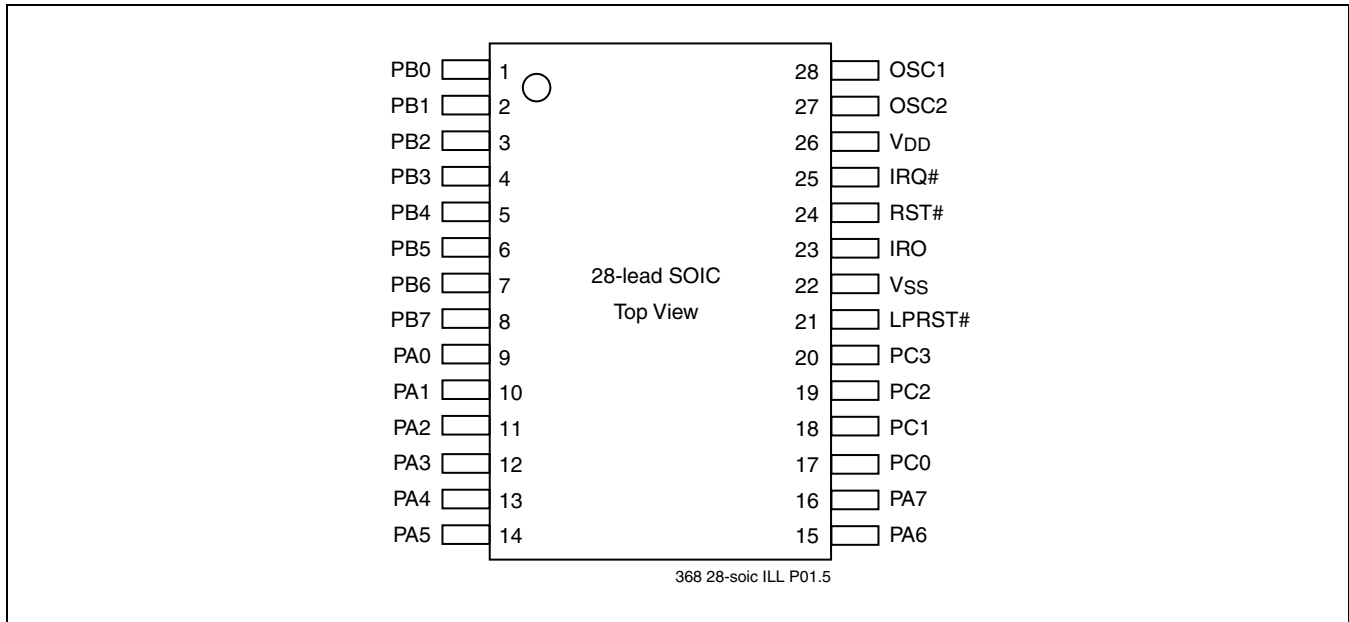 PB0 1 28 OSC1
PB1 2 27 OSC2
PB2 3 26 VDD
PB3 4 25 IRQ#
PB4 5 24 RST#
PB5 6 23 IRO
PB6 7 28-lead SOIC 22 VSS
PB7 8 Top View 21 LPRST#
PA0 9 20 PC3
PA1 10 19 PC2
PA2 11 18 PC1
PA3 12 17 PC0
PA4 13 16 PA7
PA5 14 15 PA6
368 28-soic ILL P01.5